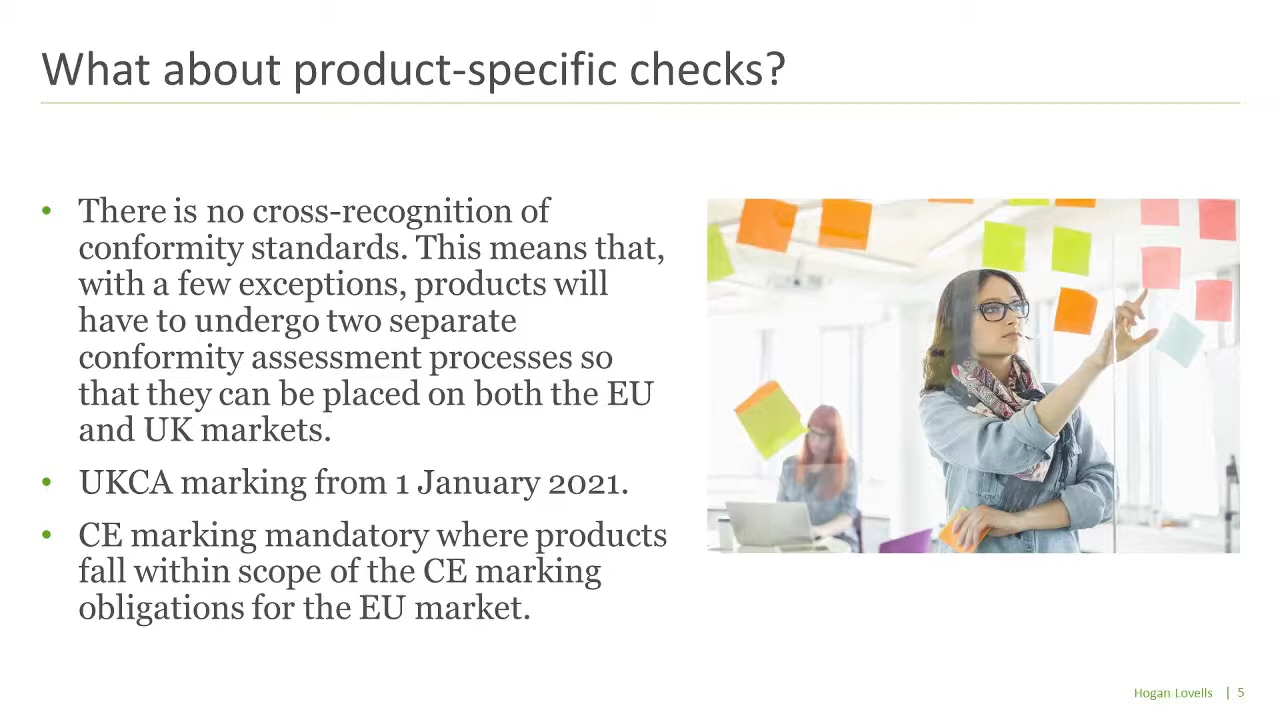 What about product-specific checks?
• There is no cross-recognition of
conformity standards. This means that,
with a few exceptions, products will
have to undergo two separate
conformity assessment processes so
that they can be placed on both the EU
and UK markets.
• UKCA marking from 1 January 2021.
• CE marking mandatory where products
fall within scope of the CE marking
obligations for the EU market.
Hogan Lovells | 5